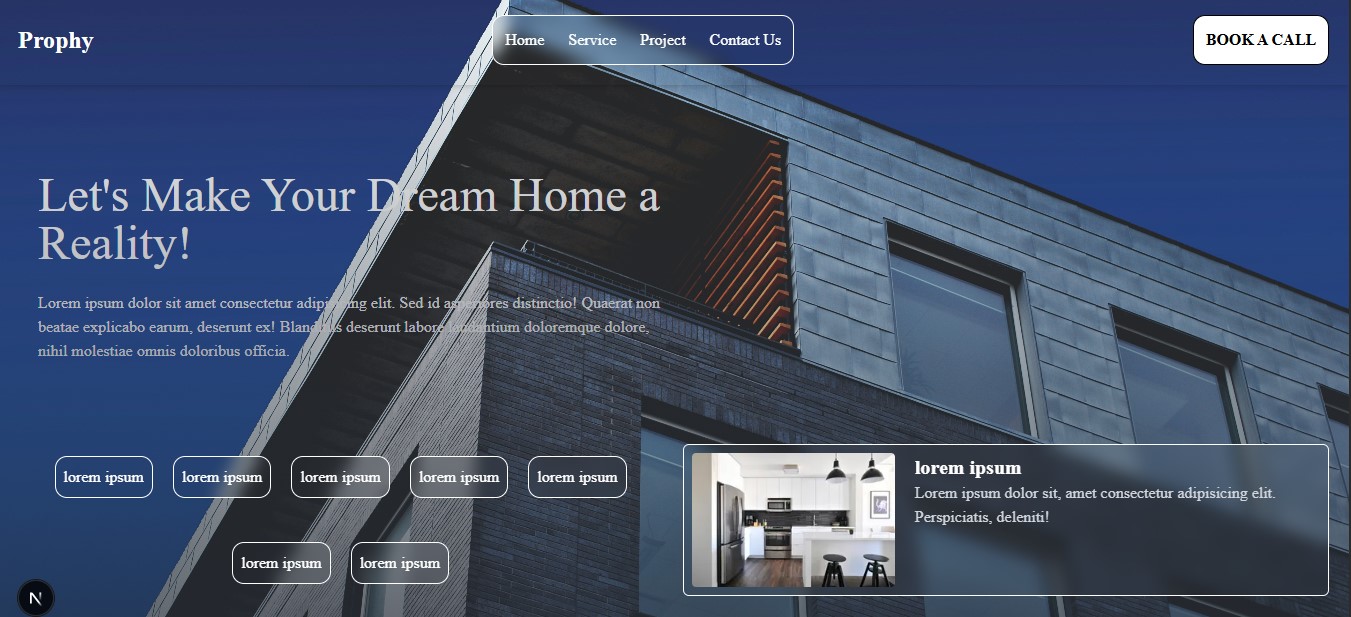 Prophy
Home Service Project Contact Us
BOOK A CALL
Let's Make Your Dream Home a
Reality!
Lorem ipsum dolor sit amet consectetur adipisicing elit. Sed id asperiores distinctio! Quaerat non
beatae explicabo earum, deserunt ex! Blanditiis deserunt labore laudantium doloremque dolore,
nihil molestiae omnis doloribus officia.
lorem ipsum
lorem ipsum
lorem ipsum
lorem ipsum
lorem ipsum
lorem ipsum
lorem ipsum
lorem ipsum
Lorem ipsum dolor sit, amet consectetur adipisicing elit.
Perspiciatis, deleniti!
N